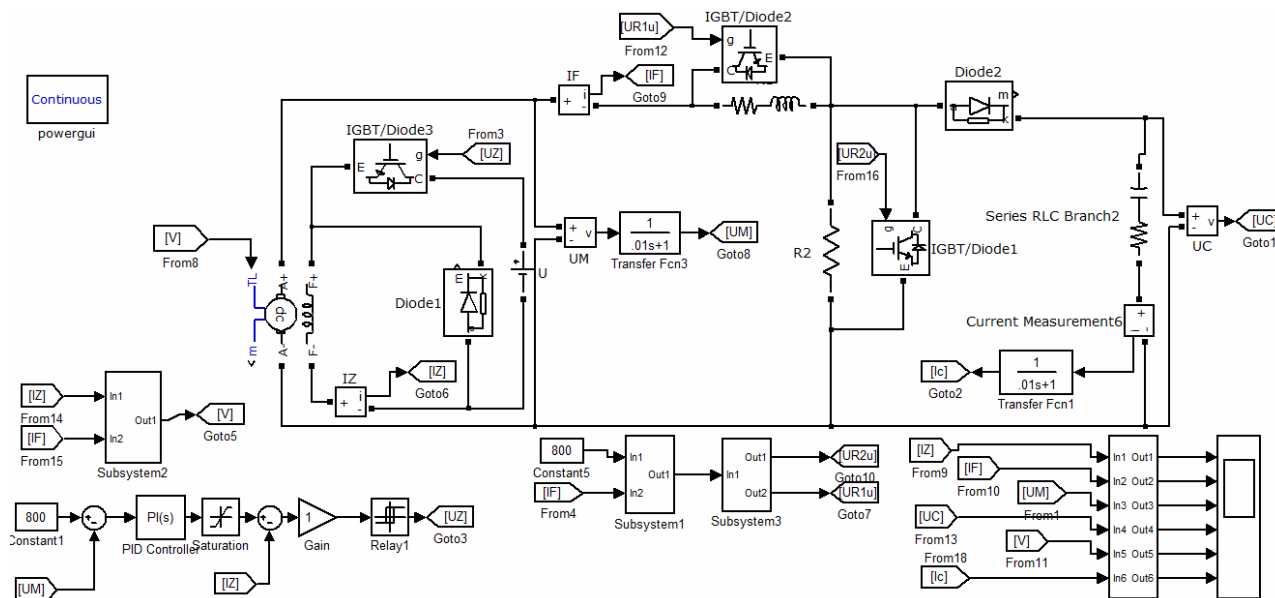 IGBT/Diode2
[UR1u]
From12
g
E
C
IF
i
+
-
[IF]
Goto9
Diode2
m
a
k
Continuous
powergui
IGBT/Diode3
From3
[UZ]
g
E
C
[UR2u]
From16
g
C
E
IGBT/Diode1
R2
Series RLC Branch2
+
-
v
UC
[UC]
Goto1
[V]
From8
TL
m
A+
A-
dc
F+
F-
Diode1
m
k
a
U
+
-
v
UM
1
.01s+1
Transfer Fcn3
[UM]
Goto8
Current Measurement6
+
i
-
[Ic]
Goto2
1
.01s+1
Transfer Fcn1
IZ
+
i
-
[IZ]
Goto6
[IZ]
From14
[IF]
From15
In1
In2
Out1
Subsystem2
[V]
Goto5
800
Constant5
[IF]
From4
In1
In2
Out1
Subsystem1
In1
Out1
Out2
Subsystem3
[UR2u]
Goto10
[UR1u]
Goto7
[IZ]
From9
[IF]
From10
[UM]
From1
[UC]
From13
From18
[V]
From11
[Ic]
In1 Out1
In2 Out2
In3 Out3
In4 Out4
In5 Out5
In6 Out6
800
Constant1
[UM]
PI(s)
PID Controller
Saturation
[IZ]
1
Gain
Relay1
[UZ]
Goto3